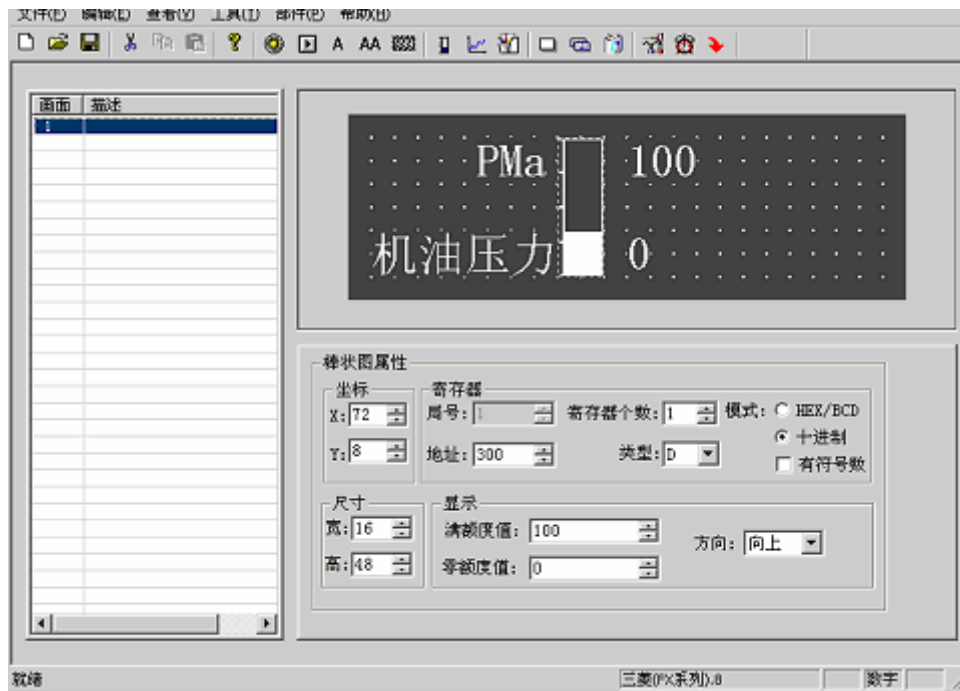 文件(F) 编辑(E) 查看(V) 工具(T) 部件(P) 帮助(H)
A AA
画面 描述
1
PMa 100
机油压力 0
棒状图属性
坐标 寄存器
X: 72 局号: 1 寄存器个数: 1 模式: HEX/BCD
十进制
Y: 8 地址: 300 类型: D
有符号数
尺寸 显示
宽: 16 满额度值: 100
方向: 向上
高: 48 零额度值: 0
就绪 三菱(FX系列).8 数字